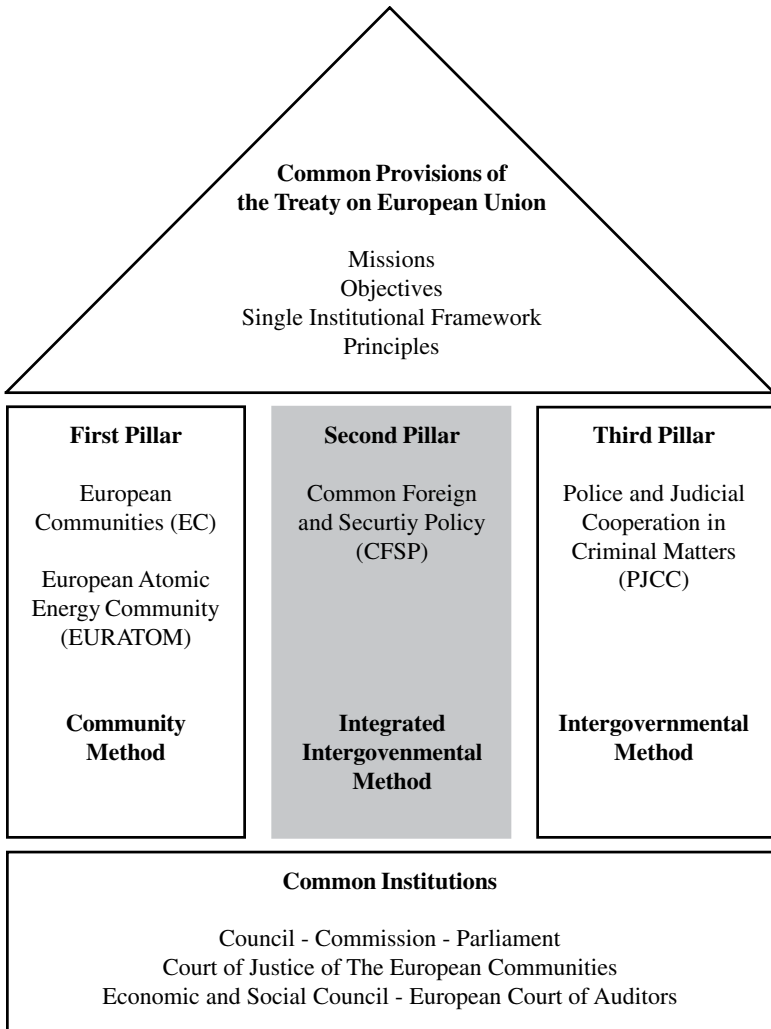 Common Provisions of
the Treaty on European Union
Missions
Objectives
Single Institutional Framework
Principles
First Pillar
European
Communities (EC)
European Atomic
Energy Community
(EURATOM)
Community
Method
Second Pillar
Common Foreign
and Securtiy Policy
(CFSP)
Integrated
Intergovenmental
Method
Third Pillar
Police and Judicial
Cooperation in
Criminal Matters
(PJCC)
Intergovernmental
Method
Common Institutions
Council - Commission - Parliament
Court of Justice of The European Communities
Economic and Social Council - European Court of Auditors